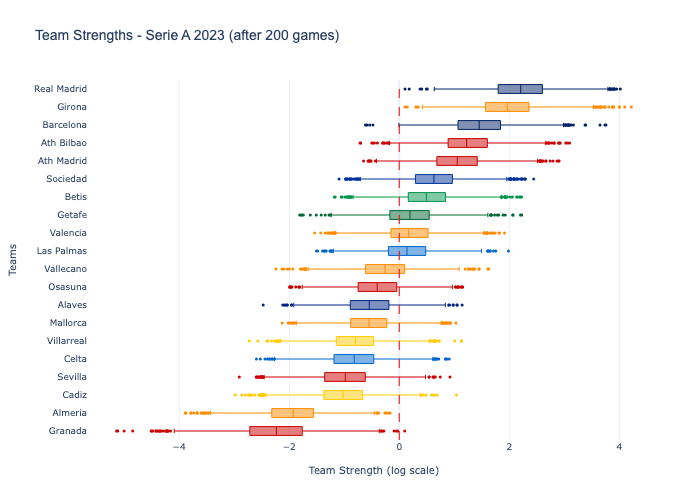 Team Strengths - Serie A 2023 (after 200 games)
Real Madrid
Girona
Barcelona
Ath Bilbao
Ath Madrid
Sociedad
Betis
Getafe
Valencia
Las Palmas
Vallecano
Osasuna
Alaves
Mallorca
Villarreal
Celta
Sevilla
Cadiz
Almeria
Granada
Teams
−4 −2 0 2 4
Team Strength (log scale)